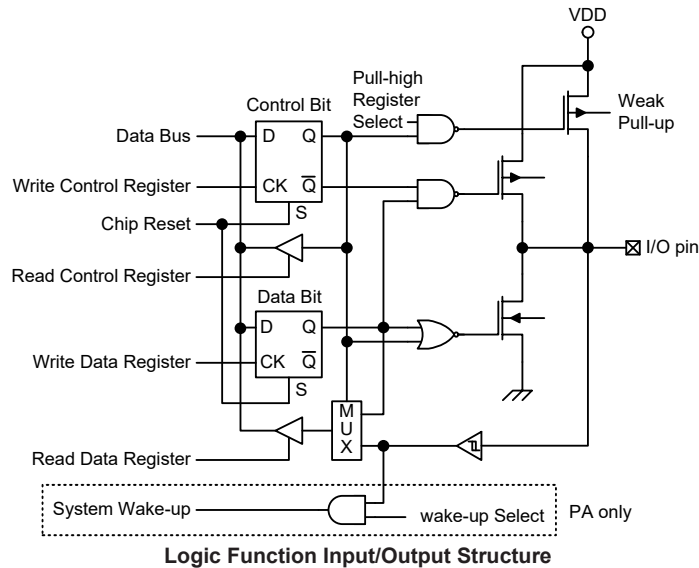 VDD
Pull-high
Register
Select
Control Bit
Weak
Pull-up
Data Bus
D
Q
Write Control Register
CK
Q
Chip Reset
S
I/O pin
Read Control Register
Data Bit
D
Q
Write Data Register
CK
Q
S
M
U
X
Read Data Register
System Wake-up
wake-up Select
PA only
Logic Function Input/Output Structure